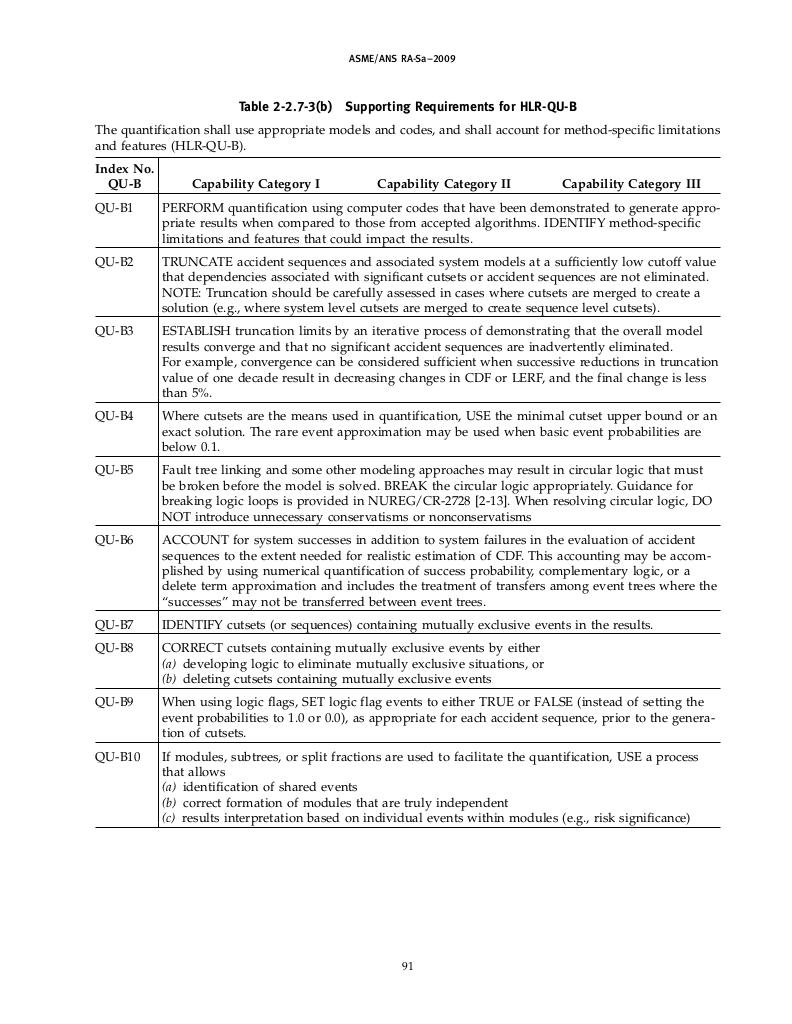 ASME/ANS RA-Sa–2009
Table 2-2.7-3(b) Supporting Requirements for HLR-QU-B
The quantification shall use appropriate models and codes, and shall account for method-specific limitations
and features (HLR-QU-B).
Index No.
QU-B Capability Category I Capability Category II Capability Category III
QU-B1 PERFORM quantification using computer codes that have been demonstrated to generate appro-
priate results when compared to those from accepted algorithms. IDENTIFY method-specific
limitations and features that could impact the results.
QU-B2 TRUNCATE accident sequences and associated system models at a sufficiently low cutoff value
that dependencies associated with significant cutsets or accident sequences are not eliminated.
NOTE: Truncation should be carefully assessed in cases where cutsets are merged to create a
solution (e.g., where system level cutsets are merged to create sequence level cutsets).
QU-B3 ESTABLISH truncation limits by an iterative process of demonstrating that the overall model
results converge and that no significant accident sequences are inadvertently eliminated.
For example, convergence can be considered sufficient when successive reductions in truncation
value of one decade result in decreasing changes in CDF or LERF, and the final change is less
than 5%.
QU-B4 Where cutsets are the means used in quantification, USE the minimal cutset upper bound or an
exact solution. The rare event approximation may be used when basic event probabilities are
below 0.1.
QU-B5 Fault tree linking and some other modeling approaches may result in circular logic that must
be broken before the model is solved. BREAK the circular logic appropriately. Guidance for
breaking logic loops is provided in NUREG/CR-2728 [2-13]. When resolving circular logic, DO
NOT introduce unnecessary conservatisms or nonconservatisms
QU-B6 ACCOUNT for system successes in addition to system failures in the evaluation of accident
sequences to the extent needed for realistic estimation of CDF. This accounting may be accom-
plished by using numerical quantification of success probability, complementary logic, or a
delete term approximation and includes the treatment of transfers among event trees where the
“successes” may not be transferred between event trees.
QU-B7 IDENTIFY cutsets (or sequences) containing mutually exclusive events in the results.
QU-B8 CORRECT cutsets containing mutually exclusive events by either
(a) developing logic to eliminate mutually exclusive situations, or
(b) deleting cutsets containing mutually exclusive events
QU-B9 When using logic flags, SET logic flag events to either TRUE or FALSE (instead of setting the
event probabilities to 1.0 or 0.0), as appropriate for each accident sequence, prior to the genera-
tion of cutsets.
QU-B10 If modules, subtrees, or split fractions are used to facilitate the quantification, USE a process
that allows
(a) identification of shared events
(b) correct formation of modules that are truly independent
(c) results interpretation based on individual events within modules (e.g., risk significance)
91